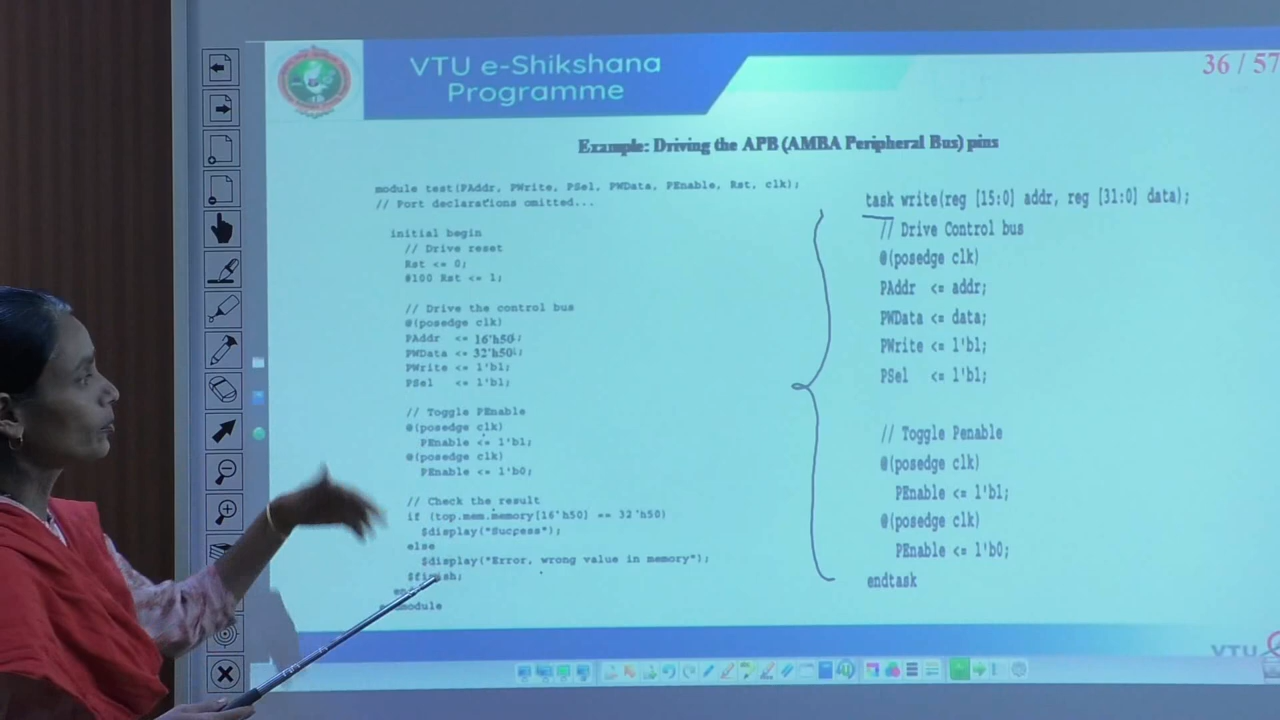 VTU e-Shikshana
Programme
36 / 57
Example: Driving the APB (AMBA Peripheral Bus) pins
module test(PAddr, PWrite, PSel, PWData, PEnable, Rst, clk);
// Port declarations omitted...
initial begin
// Drive reset
Rst <= 0;
#100 Rst <= 1;
// Drive the control bus
@(posedge clk)
PAddr <= 16'h50;
PWData <= 32'h50;
PWrite <= 1'b1;
PSel <= 1'b1;
// Toggle PEnable
@(posedge clk)
PEnable <= 1'b1;
@(posedge clk)
PEnable <= 1'b0;
// Check the result
if (top.mem.memory[16'h50] == 32'h50)
$display("Success");
else
$display("Error, wrong value in memory");
$finish;
task write(reg [15:0] addr, reg [31:0] data);
// Drive Control bus
@(posedge clk)
PAddr <= addr;
PWData <= data;
PWrite <= 1'b1;
PSel <= 1'b1;
// Toggle Penable
@(posedge clk)
PEnable <= 1'b1;
@(posedge clk)
PEnable <= 1'b0;
endtask
VTU